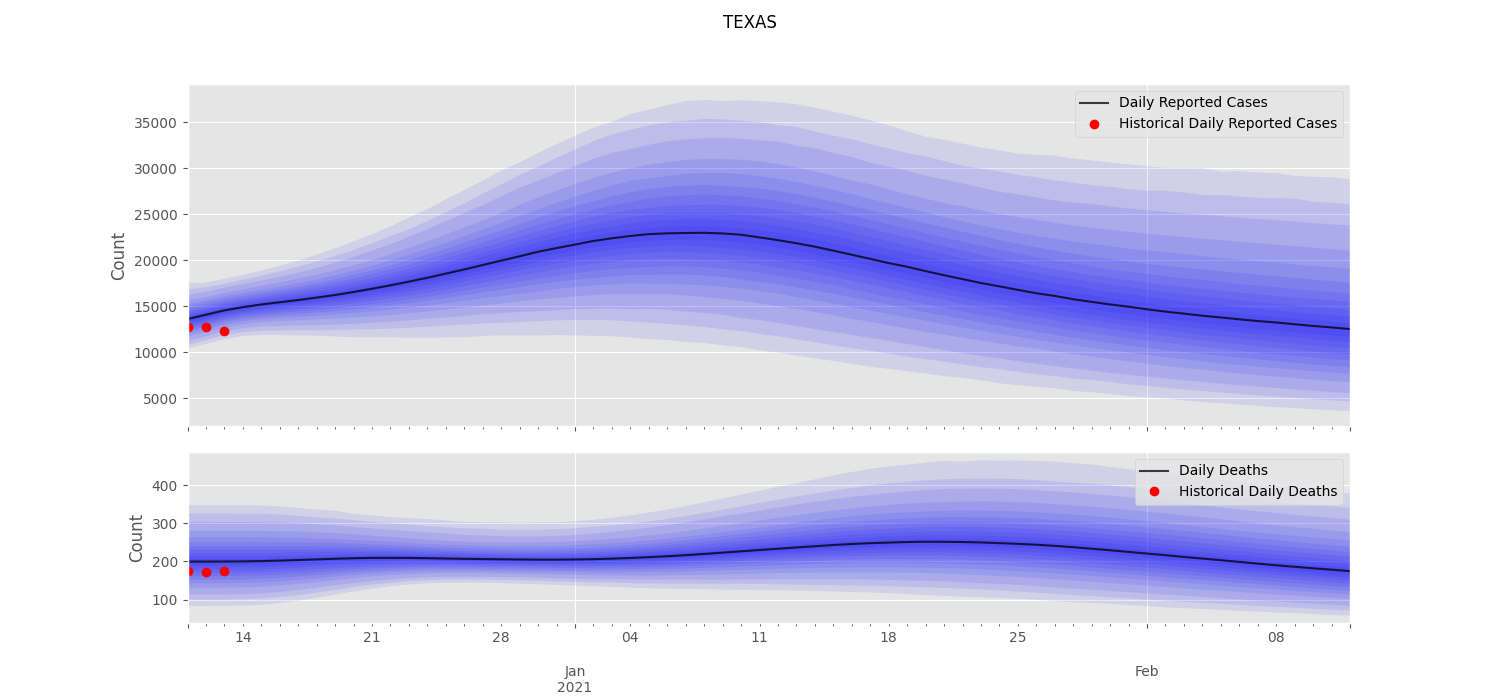 TEXAS
Daily Reported Cases
Historical Daily Reported Cases
Count
35000
30000
25000
20000
15000
10000
5000
Daily Deaths
Historical Daily Deaths
Count
400
300
200
100
14 21 28 04 11 18 25 08
Jan Feb
2021